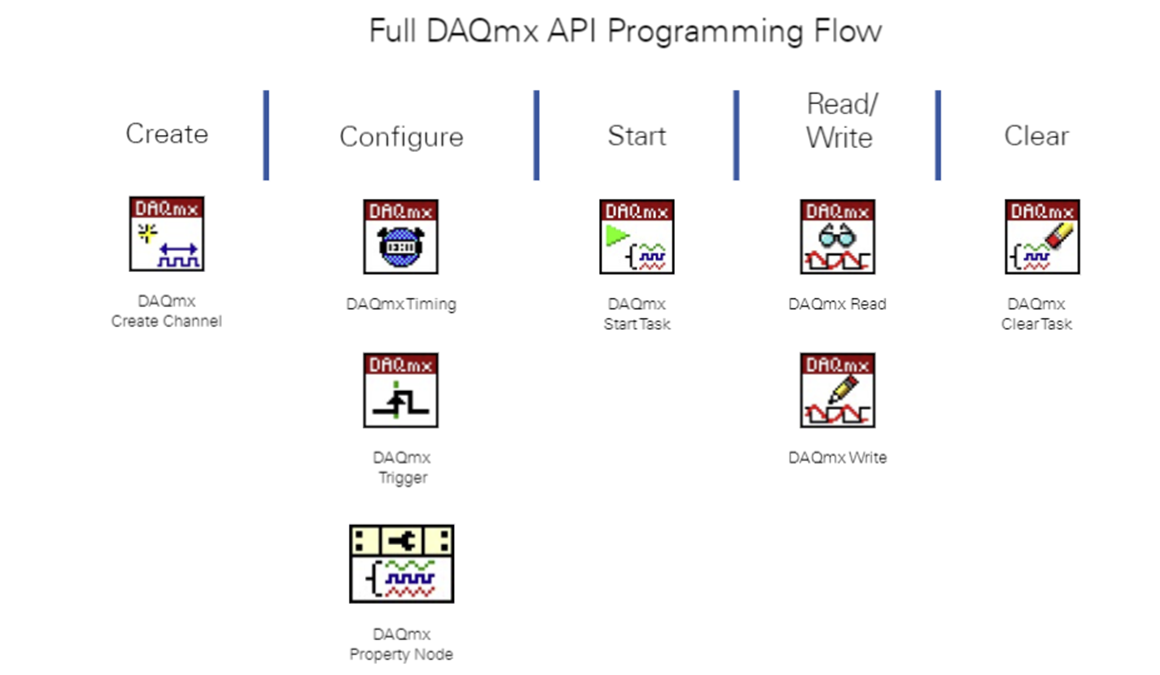 Full DAQmx API Programming Flow
Create
Configure
Start
Read/
Write
Clear
DAQmx
DAQmx
DAQmx
DAQmx
DAQmx
DAQmx
Create Channel
DAQmx Timing
DAQmx
Start Task
DAQmx Read
DAQmx
Clear Task
DAQmx
DAQmx
DAQmx
Trigger
DAQmx Write
DAQmx
Property Node